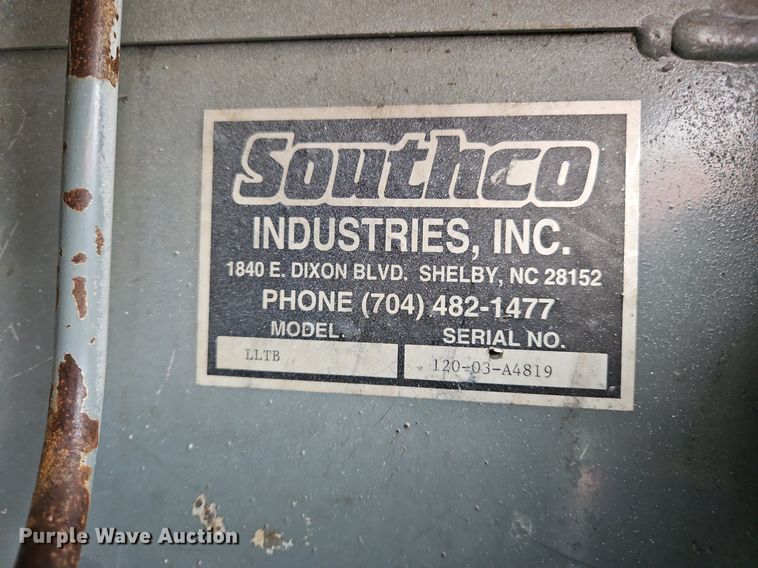 Southco
INDUSTRIES, INC.
1840 E. DIXON BLVD. SHELBY, NC 28152
PHONE (704) 482-1477
MODEL SERIAL NO.
LLTB 120-03-A4819
Purple Wave Auction